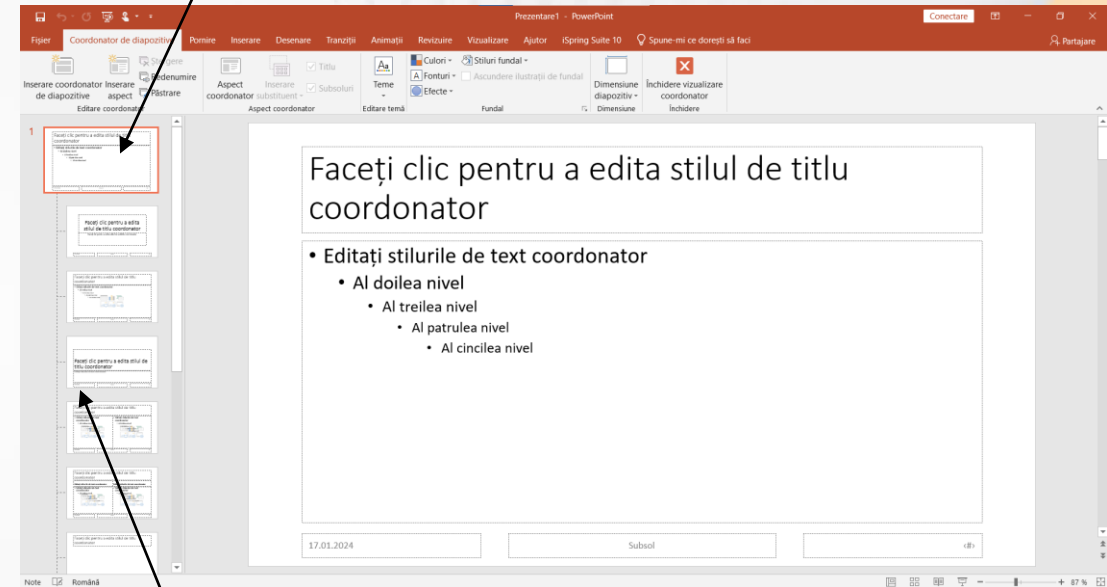 Prezentare1 - PowerPoint
Conectare
Fișier Coordonator de diapozitive Pornire Inserare Desenare Tranziții Animații Revizuire Vizualizare Ajutor iSpring Suite 10 Spune-mi ce dorești să faci Partajare
Inserare coordonator de diapozitive
Inserare aspect
Redenumire
Păstrare
Aspect coordonator
Inserare substituent
Titlu
Subsoluri
Teme
Culori
Fonturi
Efecte
Stiluri fundal
Ascundere ilustrații de fundal
Dimensiune diapozitiv
Închidere vizualizare coordonator
Editare coordonator
Aspect coordonator
Editare temă
Fundal
Dimensiune
Închidere
1
Faceți clic pentru a edita stilul de titlu
coordonator
• Editați stilurile de text coordonator
• Al doilea nivel
• Al treilea nivel
• Al patrulea nivel
• Al cincilea nivel
17.01.2024
Subsol
‹#›
Note
Română
87 %